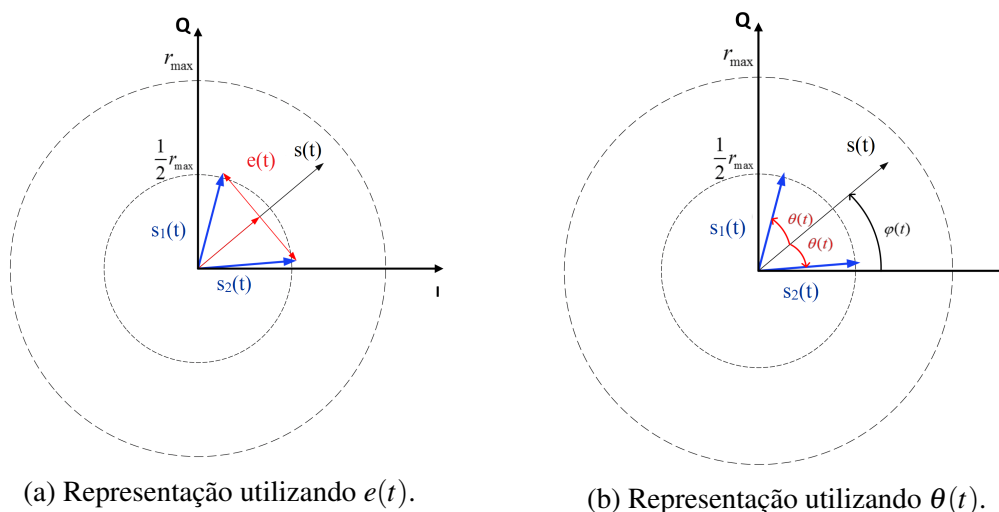 Q
r_max
1/2 r_max
e(t)
s(t)
s₁(t)
s₂(t)
I
(a) Representação utilizando e(t).
Q
r_max
1/2 r_max
s(t)
s₁(t)
θ(t)
θ(t)
φ(t)
s₂(t)
(b) Representação utilizando θ(t).